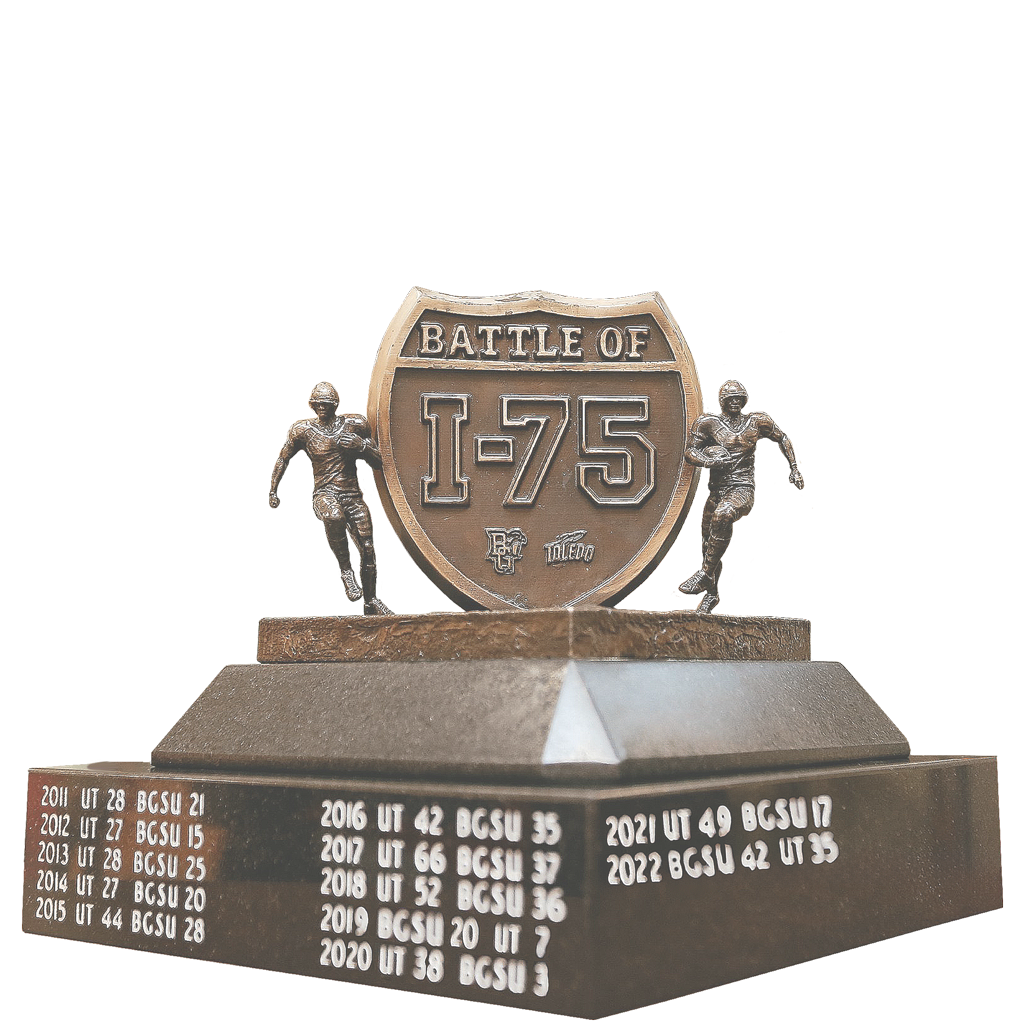 BATTLE OF
I-75
BGU
TOLEDO
2011 UT 28 BGSU 21
2012 UT 27 BGSU 15
2013 UT 28 BGSU 25
2014 UT 27 BGSU 20
2015 UT 44 BGSU 28
2016 UT 42 BGSU 35
2017 UT 66 BGSU 37
2018 UT 52 BGSU 36
2019 BGSU 20 UT 7
2020 UT 38 BGSU 3
2021 UT 49 BGSU 17
2022 BGSU 42 UT 35